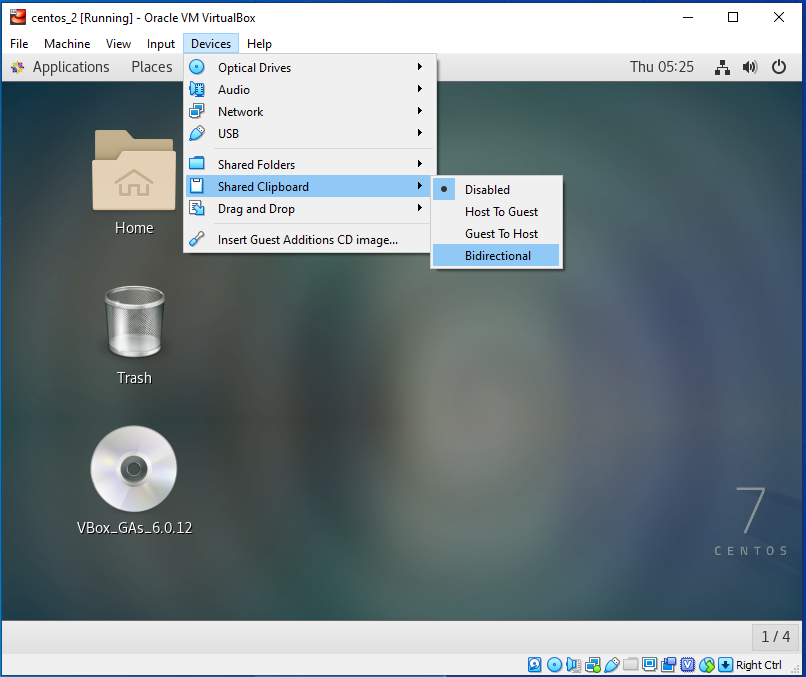 centos_2 [Running] - Oracle VM VirtualBox
File Machine View Input Devices Help
Applications Places Thu 05:25
Optical Drives
Audio
Network
USB
Shared Folders
Shared Clipboard
Drag and Drop
Insert Guest Additions CD image...
Disabled
Host To Guest
Guest To Host
Bidirectional
Home
Trash
VBox_GAs_6.0.12
7
CENTOS
1 / 4
Right Ctrl